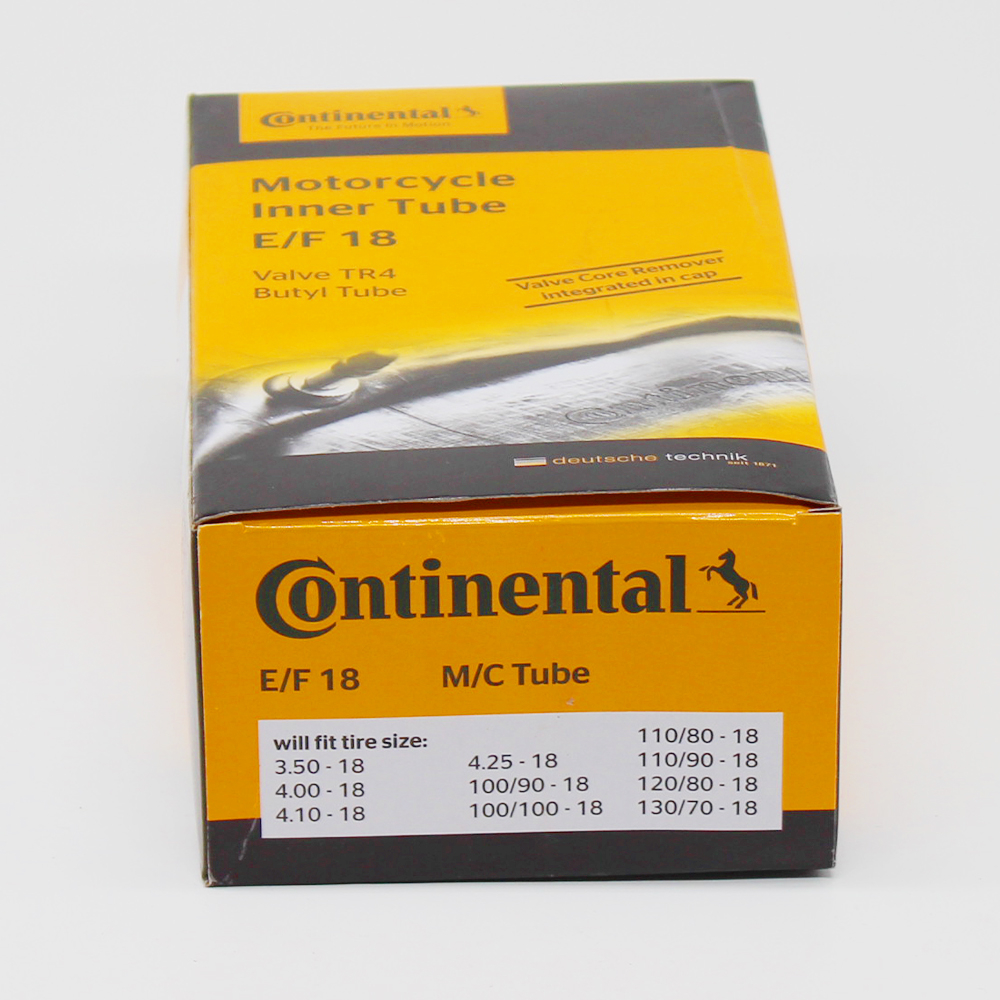 Continental
The Future in Motion
Motorcycle
Inner Tube
E/F 18
Valve TR4
Butyl Tube
Valve Core Remover
integrated in cap
Continental
deutsche technik
seit 1871
Continental
E/F 18 M/C Tube
will fit tire size:
3.50 - 18
4.00 - 18
4.10 - 18
4.25 - 18
100/90 - 18
100/100 - 18
110/80 - 18
110/90 - 18
120/80 - 18
130/70 - 18